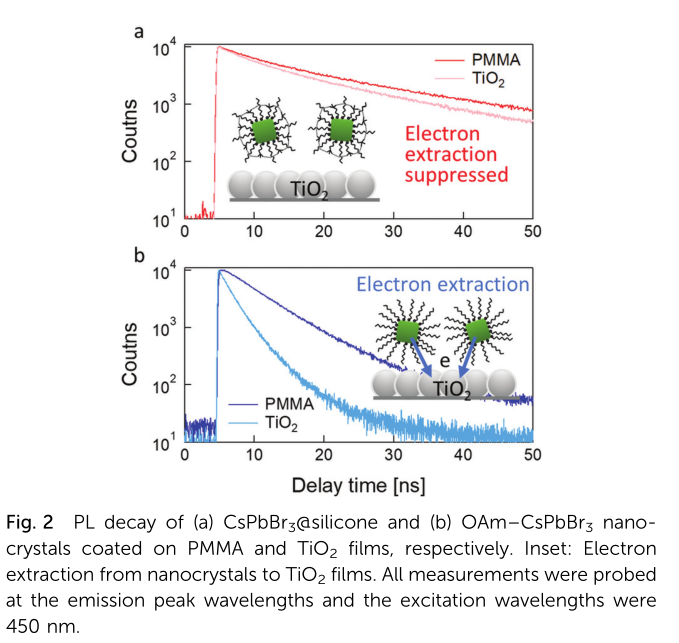 a
10⁴
10³
10²
10¹
Coutns
PMMA
TiO₂
Electron
extraction
suppressed
TiO₂
0 10 20 30 40 50
b
10⁴
10³
10²
10¹
Coutns
Electron extraction
e
TiO₂
PMMA
TiO₂
0 10 20 30 40 50
Delay time [ns]
Fig. 2 PL decay of (a) CsPbBr₃@silicone and (b) OAm–CsPbBr₃ nano-
crystals coated on PMMA and TiO₂ films, respectively. Inset: Electron
extraction from nanocrystals to TiO₂ films. All measurements were probed
at the emission peak wavelengths and the excitation wavelengths were
450 nm.